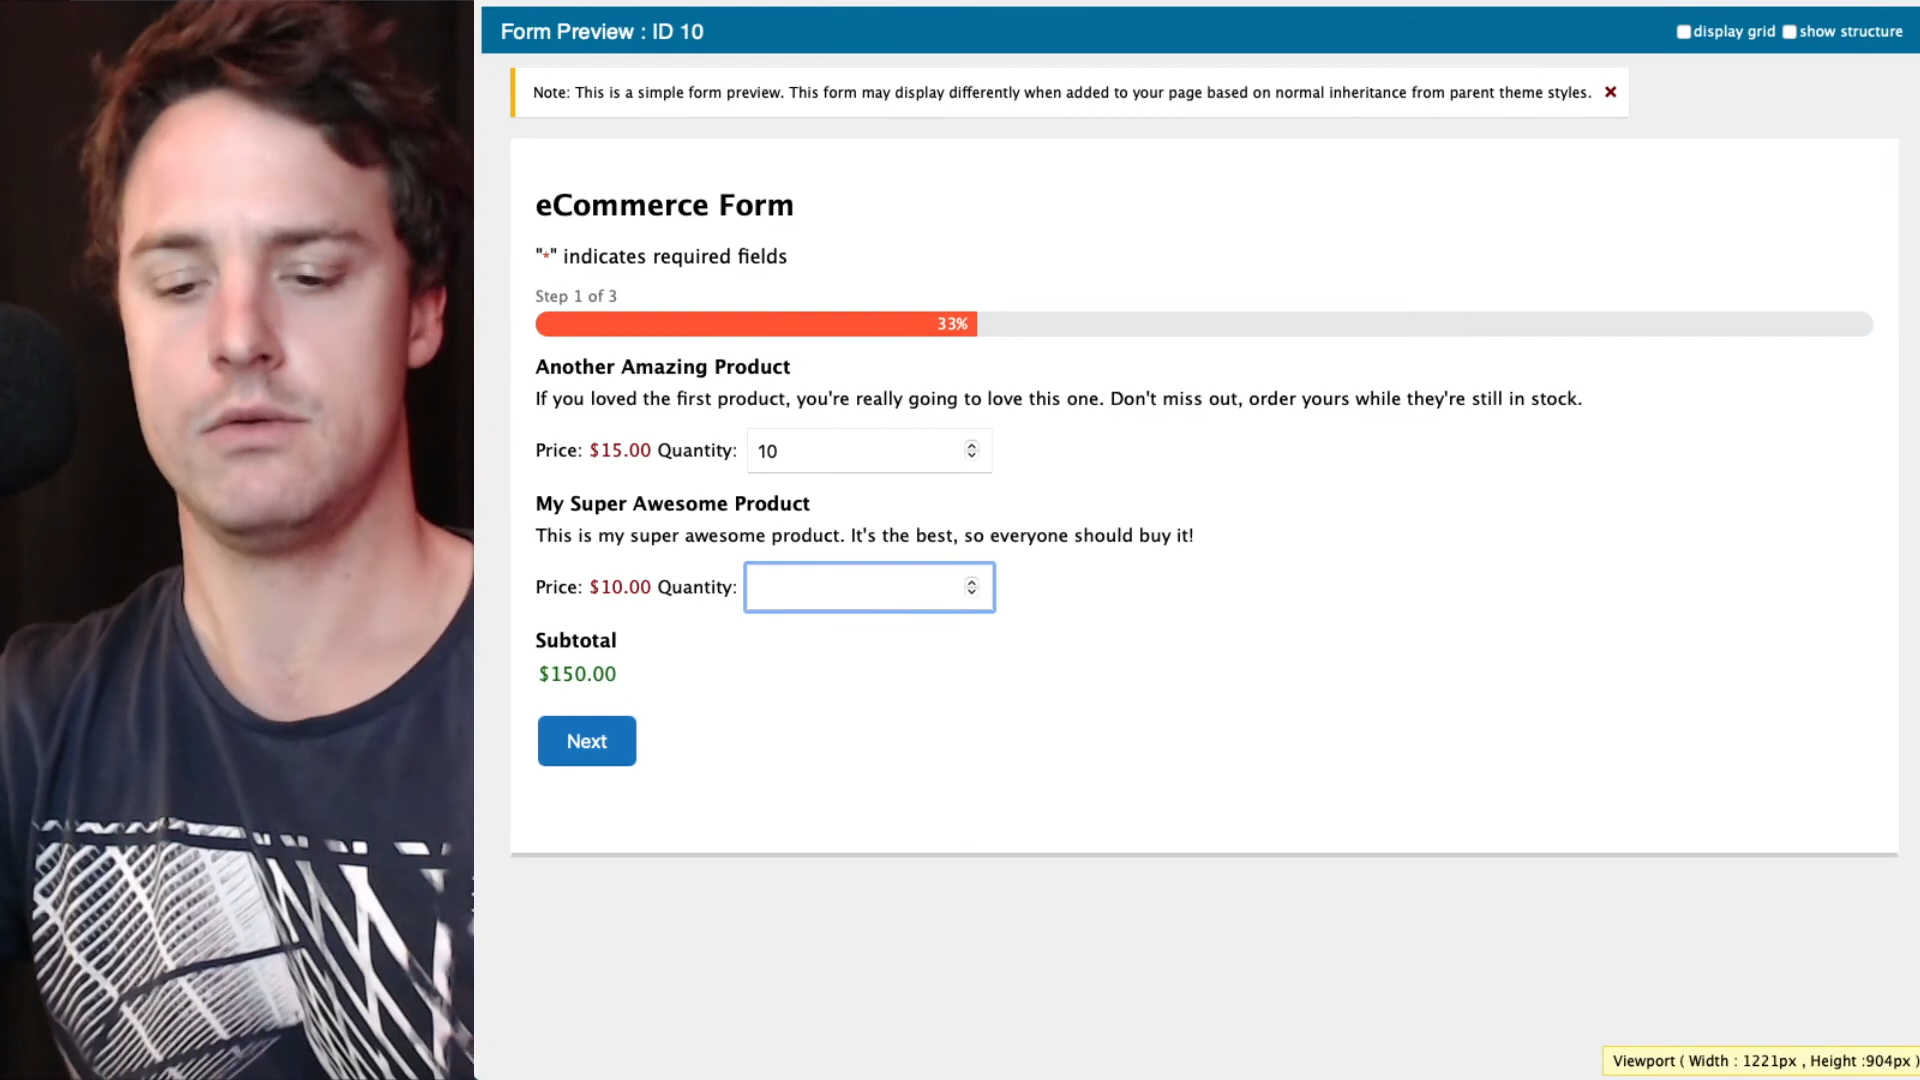 Form Preview : ID 10
display grid show structure
Note: This is a simple form preview. This form may display differently when added to your page based on normal inheritance from parent theme styles.
eCommerce Form
"*" indicates required fields
Step 1 of 3
33%
Another Amazing Product
If you loved the first product, you're really going to love this one. Don't miss out, order yours while they're still in stock.
Price: $15.00 Quantity: 10
My Super Awesome Product
This is my super awesome product. It's the best, so everyone should buy it!
Price: $10.00 Quantity:
Subtotal
$150.00
Next
Viewport ( Width : 1221px , Height :904px )